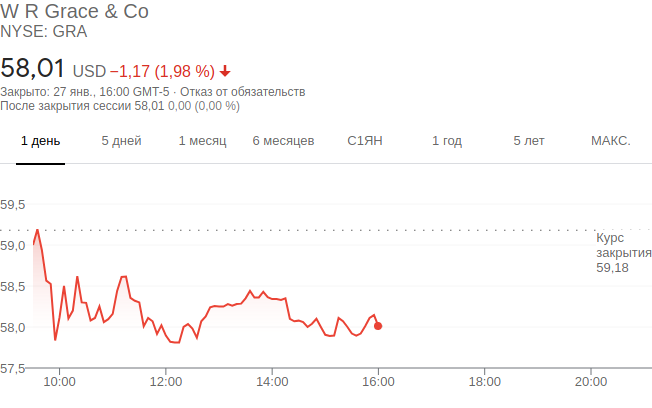 W R Grace & Co
NYSE: GRA
58,01 USD −1,17 (1,98 %)
Закрыто: 27 янв., 16:00 GMT-5 · Отказ от обязательств
После закрытия сессии 58,01 0,00 (0,00 %)
1 день 5 дней 1 месяц 6 месяцев С1ЯН 1 год 5 лет МАКС.
59,5
59,0
58,5
58,0
57,5
Курс
закрытия
59,18
10:00 12:00 14:00 16:00 18:00 20:00